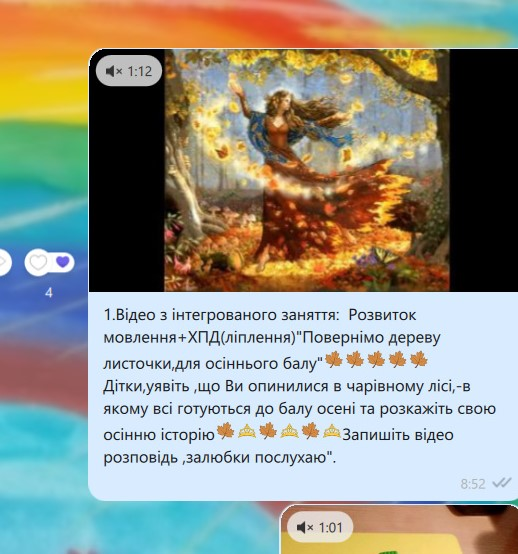 1:12
1.Відео з інтегрованого заняття:  Розвиток
мовлення+ХПД(ліплення)"Повернімо дереву
листочки,для осіннього балу"🍁🍁🍁🍁🍁
Дітки,уявіть ,що Ви опинилися в чарівному лісі,-в
якому всі готуються до балу осені та розкажіть свою
осінню історію🍁👑🍁👑🍁👑Запишіть відео
розповідь ,залюбки послухаю".
4
8:52
1:01